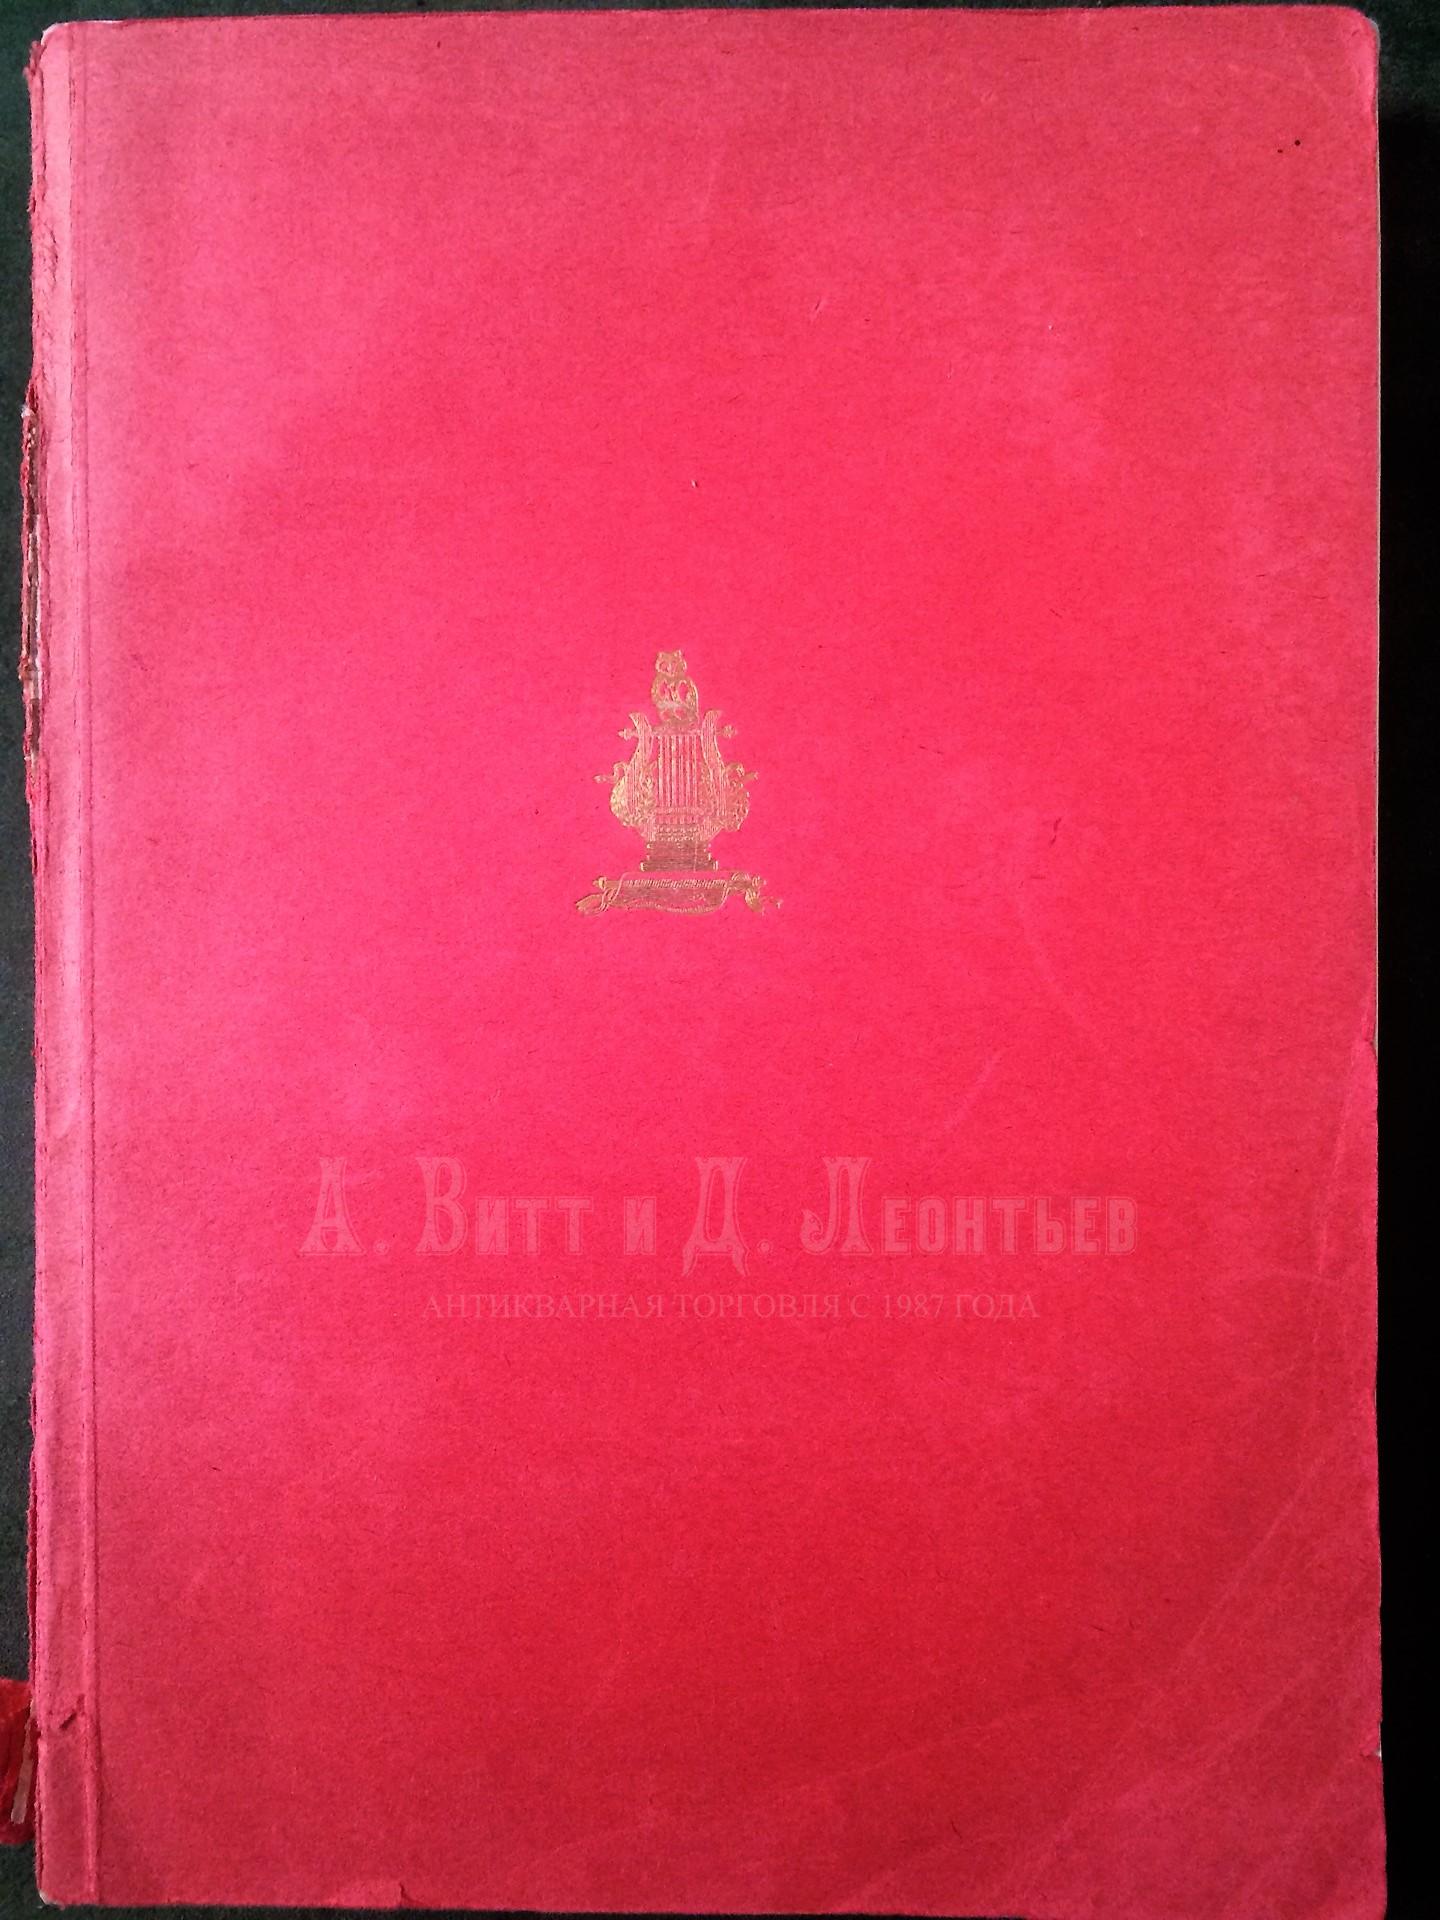 А. Витт и Д. Леонтьев
АНТИКВАРНАЯ ТОРГОВЛЯ С 1987 ГОДА